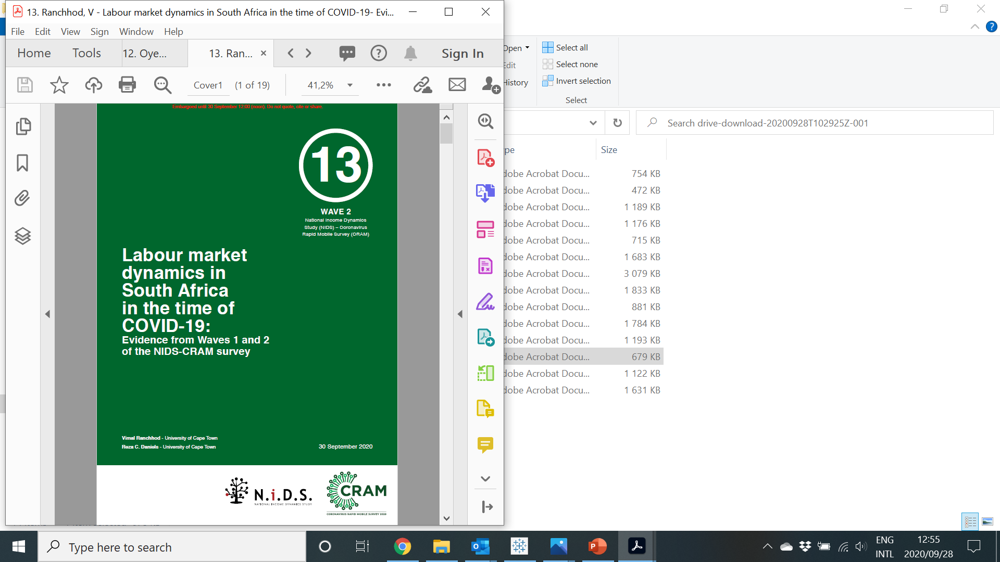 13. Ranchhod, V - Labour market dynamics in South Africa in the time of COVID-19- Evi...
File Edit View Sign Window Help
Home Tools 12. Oye... 13. Ran... Sign In
Cover1 (1 of 19) 41,2%
Embargoed until 30 September 12:00 (noon). Do not quote, cite or share.
13
WAVE 2
National Income Dynamics
Study (NIDS) – Coronavirus
Rapid Mobile Survey (CRAM)
Labour market
dynamics in
South Africa
in the time of
COVID-19:
Evidence from Waves 1 and 2
of the NIDS-CRAM survey
Vimal Ranchhod - University of Cape Town
Reza C. Daniels - University of Cape Town
30 September 2020
N.i.D.S.
NATIONAL INCOME DYNAMICS STUDY
CRAM
CORONAVIRUS RAPID MOBILE SURVEY 2020
Open Select all
Edit Select none
History Invert selection
Select
Search drive-download-20200928T102925Z-001
pe Size
dobe Acrobat Docu... 754 KB
dobe Acrobat Docu... 472 KB
dobe Acrobat Docu... 1 189 KB
dobe Acrobat Docu... 1 176 KB
dobe Acrobat Docu... 715 KB
dobe Acrobat Docu... 1 683 KB
dobe Acrobat Docu... 3 079 KB
dobe Acrobat Docu... 1 833 KB
dobe Acrobat Docu... 881 KB
dobe Acrobat Docu... 1 784 KB
dobe Acrobat Docu... 1 193 KB
dobe Acrobat Docu... 679 KB
dobe Acrobat Docu... 1 122 KB
dobe Acrobat Docu... 1 631 KB
Type here to search
ENG
INTL
12:55
2020/09/28